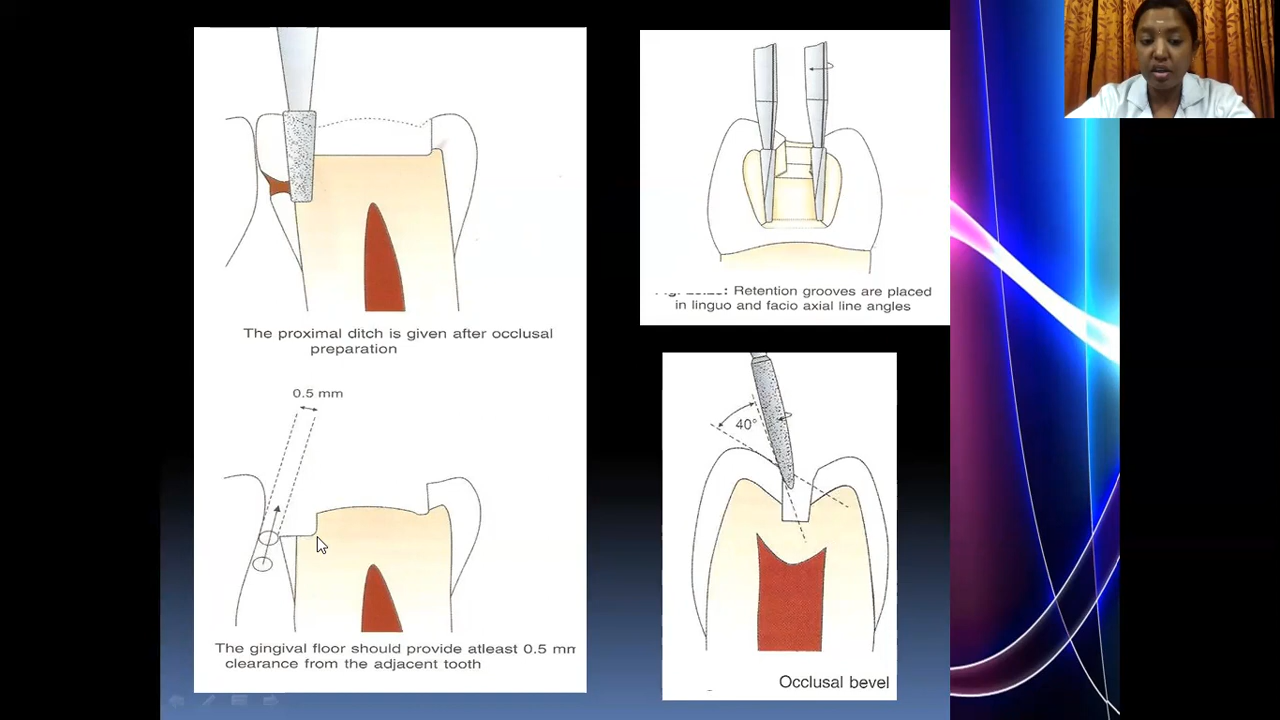 The proximal ditch is given after occlusal
preparation
0.5 mm
The gingival floor should provide atleast 0.5 mm
clearance from the adjacent tooth
Retention grooves are placed
in linguo and facio axial line angles
40°
Occlusal bevel